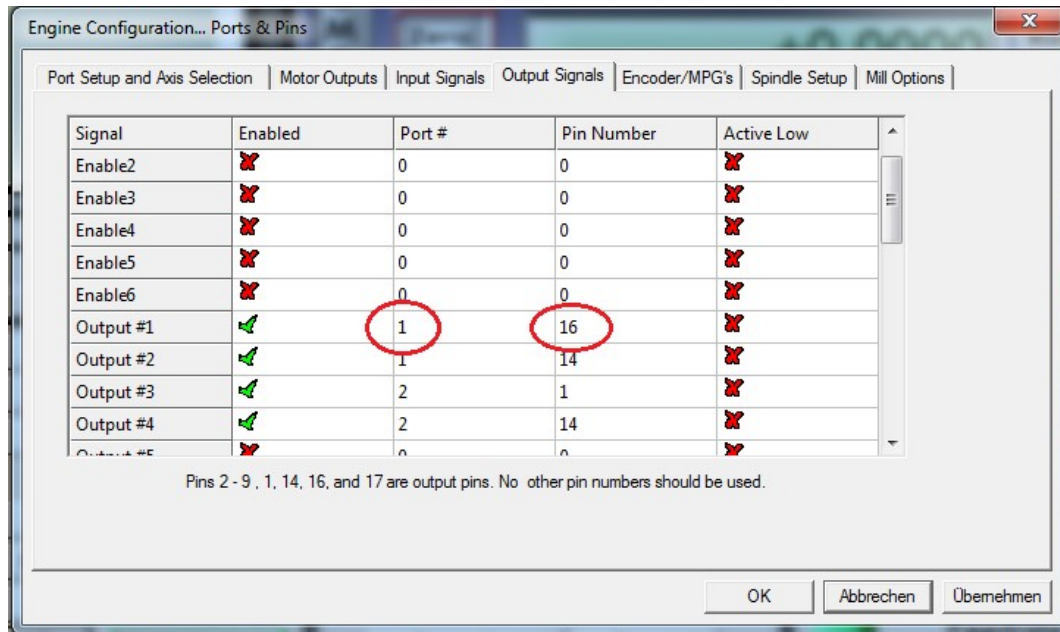 Engine Configuration... Ports & Pins
Port Setup and Axis Selection Motor Outputs Input Signals Output Signals Encoder/MPG's Spindle Setup Mill Options
Signal Enabled Port # Pin Number Active Low
Enable2 0 0
Enable3 0 0
Enable4 0 0
Enable5 0 0
Enable6 0 0
Output #1 1 16
Output #2 1 14
Output #3 2 1
Output #4 2 14
Output #5 0 0
Pins 2 - 9 , 1, 14, 16, and 17 are output pins. No other pin numbers should be used.
OK Abbrechen Übernehmen